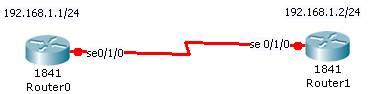 192.168.1.1/24
192.168.1.2/24
se0/1/0
se 0/1/0
1841
Router0
1841
Router1